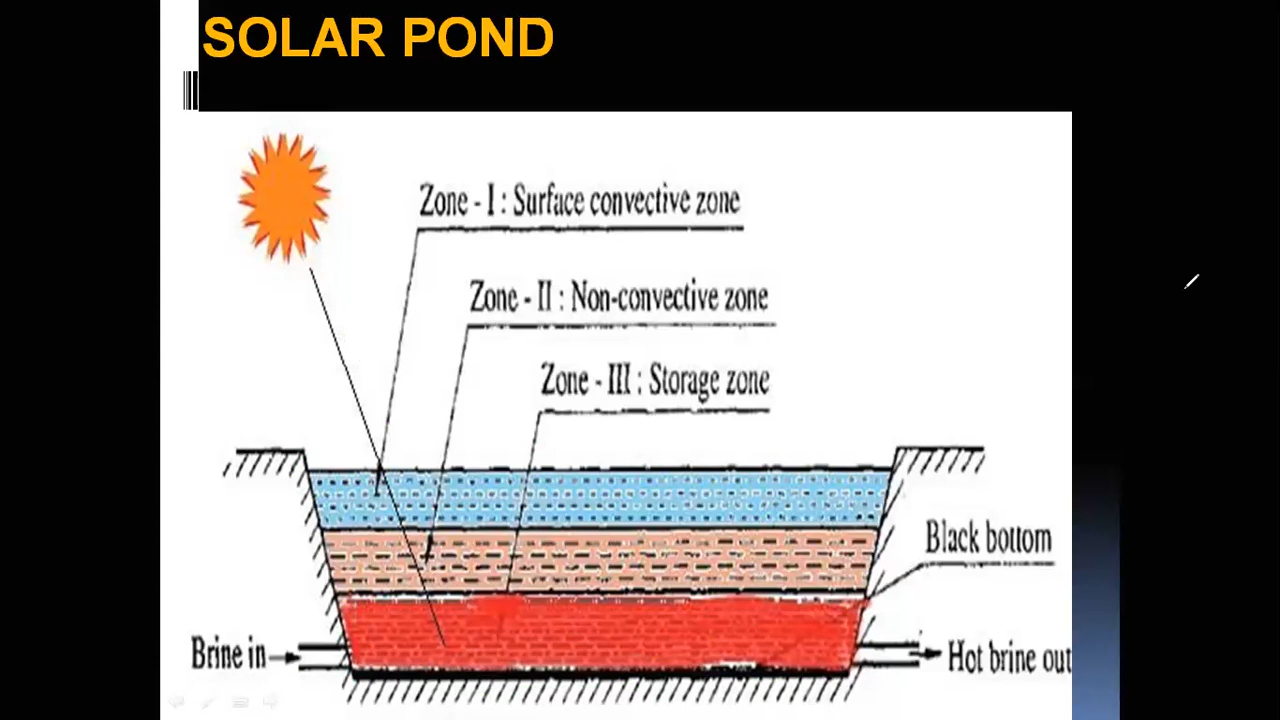 SOLAR POND
Zone - I : Surface convective zone
Zone - II : Non-convective zone
Zone - III : Storage zone
Black bottom
Brine in
Hot brine out